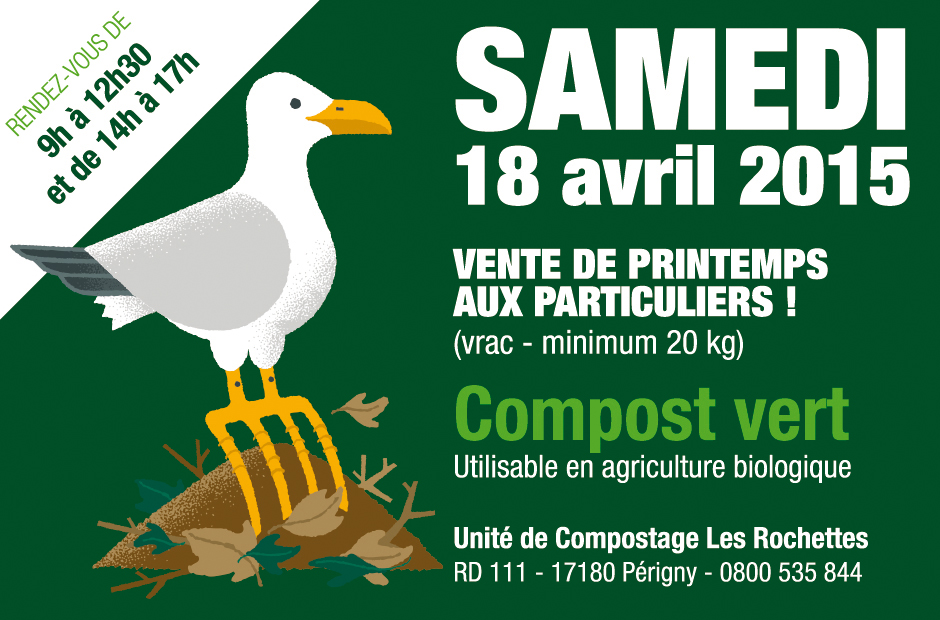 RENDEZ-VOUS DE
9h à 12h30
et de 14h à 17h
SAMEDI
18 avril 2015
VENTE DE PRINTEMPS
AUX PARTICULIERS !
(vrac - minimum 20 kg)
Compost vert
Utilisable en agriculture biologique
Unité de Compostage Les Rochettes
RD 111 - 17180 Périgny - 0800 535 844